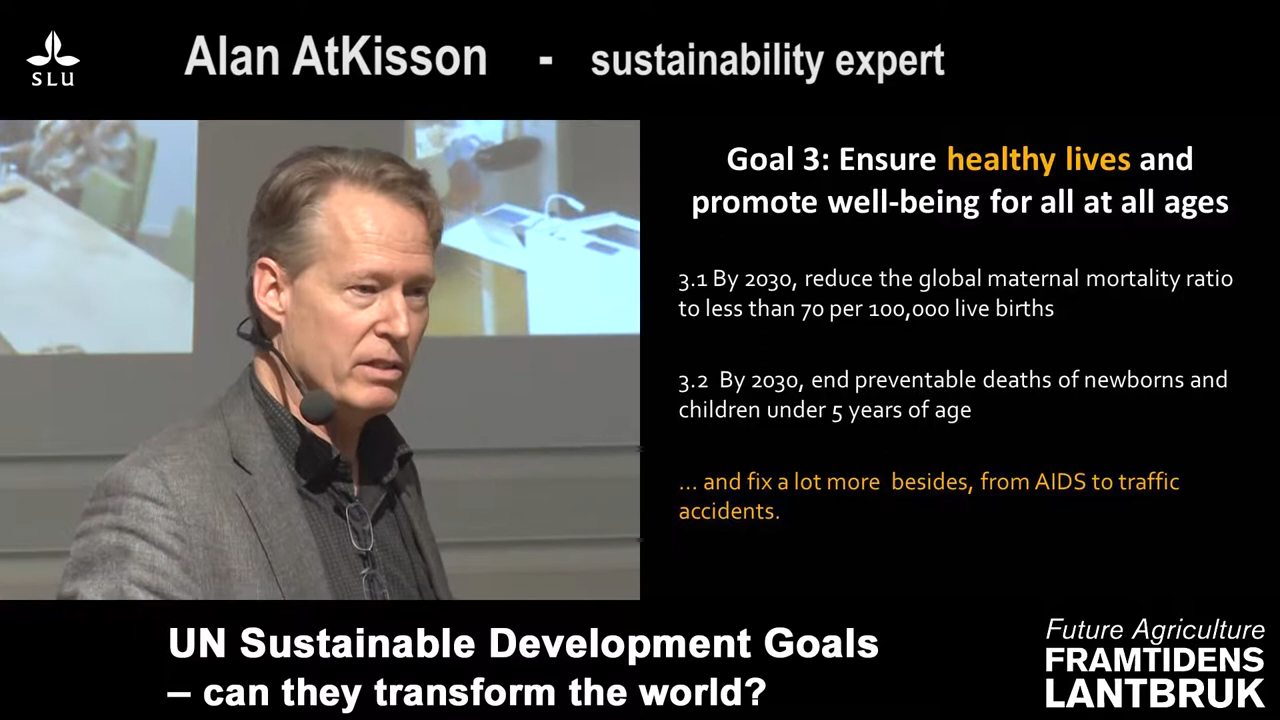 SLU
Alan AtKisson - sustainability expert
Goal 3: Ensure healthy lives and
promote well-being for all at all ages
3.1 By 2030, reduce the global maternal mortality ratio
to less than 70 per 100,000 live births
3.2 By 2030, end preventable deaths of newborns and
children under 5 years of age
... and fix a lot more besides, from AIDS to traffic
accidents.
UN Sustainable Development Goals
– can they transform the world?
Future Agriculture
FRAMTIDENS
LANTBRUK